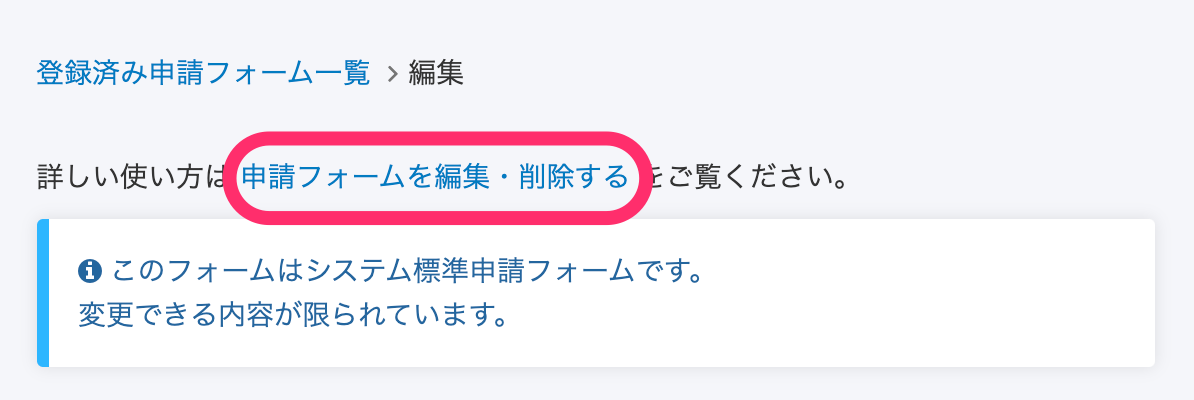 登録済み申請フォーム一覧 > 編集
詳しい使い方は 申請フォームを編集・削除する をご覧ください。
このフォームはシステム標準申請フォームです。
変更できる内容が限られています。